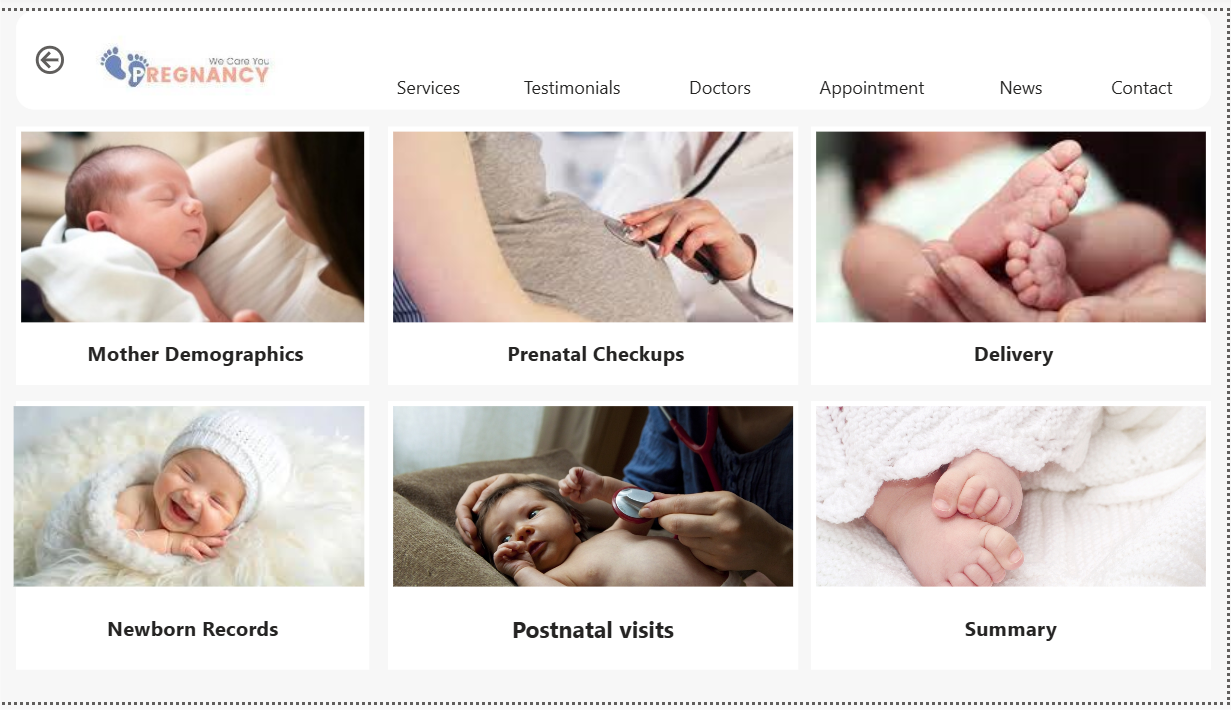 We Care You
PREGNANCY
Services Testimonials Doctors Appointment News Contact
Mother Demographics Prenatal Checkups Delivery
Newborn Records Postnatal visits Summary